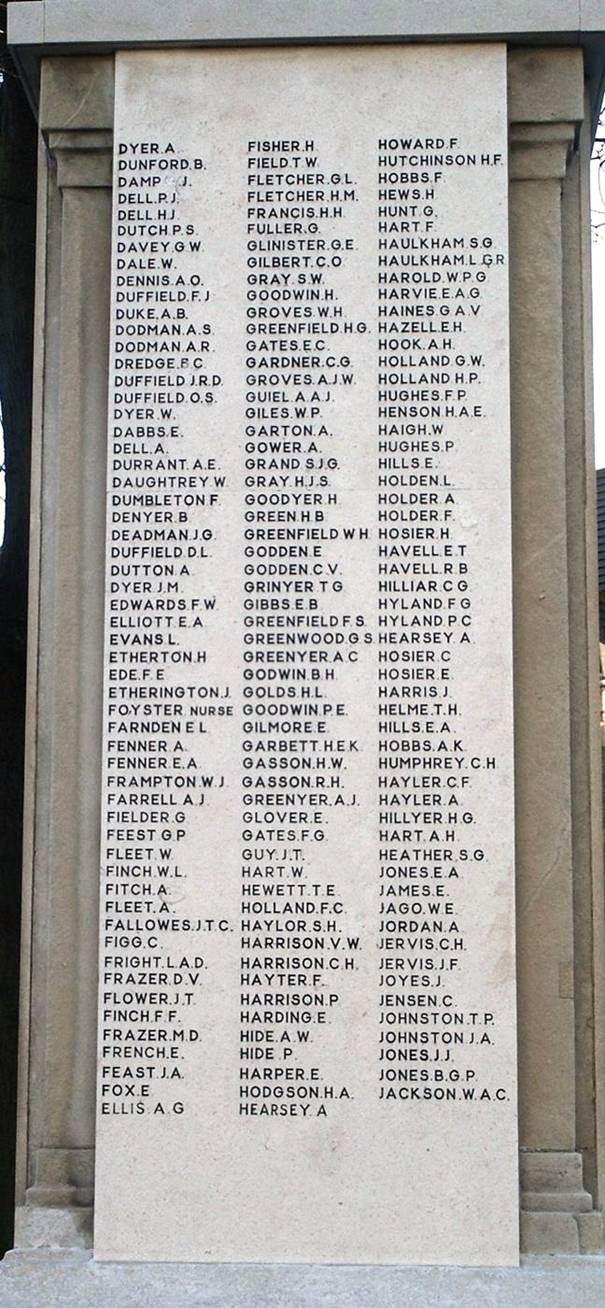 DYER.A.
DUNFORD.B.
DAMP J.
DELL.P.J.
DELL.H.J.
DUTCH.P.S.
DAVEY.G.W.
DALE.W.
DENNIS.A.O.
DUFFIELD.F.J
DUKE.A.B.
DODMAN.A.S.
DODMAN.A.R.
DREDGE.F.C.
DUFFIELD J.R.D.
DUFFIELD.O.S.
DYER.W.
DABBS.E.
DELL.A.
DURRANT.A.E.
DAUGHTREY.W.
DUMBLETON F.
DENYER.B
DEADMAN.J.G.
DUFFIELD.D.L.
DUTTON.A
DYER J.M.
EDWARDS.F.W.
ELLIOTT.E.A
EVANS L.
ETHERTON.H
EDE.F.E
ETHERINGTON.J.
FOYSTER NURSE
FARNDEN E L
FENNER.A.
FENNER.E.A.
FRAMPTON.W.J
FARRELL.A.J
FIELDER.G
FEEST G.P
FLEET.W.
FINCH.W.L.
FITCH.A.
FLEET.A.
FALLOWES.J.T.C.
FIGG.C.
FRIGHT.L.A.D.
FRAZER.D.V.
FLOWER.J.T.
FINCH.F.F.
FRAZER.M.D.
FRENCH.E.
FEAST J.A.
FOX.E
ELLIS.A.G
FISHER.H.
FIELD.T.W.
FLETCHER.G.L.
FLETCHER.H.M.
FRANCIS.H.H
FULLER.G.
GLINISTER.G.E.
GILBERT.C.O
GRAY.S.W.
GOODWIN.H.
GROVES.W.H.
GREENFIELD.H.G.
GATES.E.C.
GARDNER.C.G.
GROVES.A.J.W.
GUIEL.A.A.J.
GILES.W.P.
GARTON.A.
GOWER.A.
GRAND S.J.G.
GRAY.H.J.S.
GOODYER H
GREEN.H.B
GREENFIELD W H
GODDEN.E
GODDEN.C.V.
GRINYER T G
GIBBS.E.B
GREENFIELD F.S.
GREENWOOD.G.S.
GREENYER.A.C
GODWIN.B.H.
GOLDS.H.L.
GOODWIN.P.E.
GILMORE.E.
GARBETT.H.E.K.
GASSON.H.W.
GASSON.R.H.
GREENYER.A.J.
GLOVER.E.
GATES.F.G.
GUY.J.T.
HART.W.
HEWETT.T.E.
HOLLAND.F.C.
HAYLOR.S.H.
HARRISON.V.W.
HARRISON.C.H.
HAYTER.F.
HARRISON.P
HARDING.E.
HIDE.A.W.
HIDE.P.
HARPER.E.
HODGSON.H.A.
HEARSEY.A
HOWARD.F.
HUTCHINSON H.F.
HOBBS.F.
HEWS.H
HUNT.G.
HART.F.
HAULKHAM.S.G.
HAULKHAM.L.G.R
HAROLD.W.P.G
HARVIE.E.A.G
HAINES.G.A.V
HAZELL.E.H.
HOOK.A.H.
HOLLAND.G.W.
HOLLAND.H.P.
HUGHES.F.P.
HENSON.H.A.E.
HAIGH.W
HUGHES.P.
HILLS.E.
HOLDEN.L.
HOLDER.A.
HOLDER.F.
HOSIER.H.
HAVELL.E.T
HAVELL.R.B
HILLIAR.C.G
HYLAND.F G
HYLAND.P.C
HEARSEY.A.
HOSIER.C
HOSIER.E.
HARRIS J.
HELME.T.H.
HILLS.E.A.
HOBBS.A.K.
HUMPHREY.C.H
HAYLER.C.F.
HAYLER.A.
HILLYER.H.G.
HART.A.H.
HEATHER.S.G.
JONES.E.A.
JAMES.E.
JAGO.W.E.
JORDAN.A.
JERVIS.C.H.
JERVIS.J.F.
JOYES.J.
JENSEN.C.
JOHNSTON.T.P.
JOHNSTON J.A.
JONES.J.J.
JONES.B.G.P.
JACKSON.W.A.C.